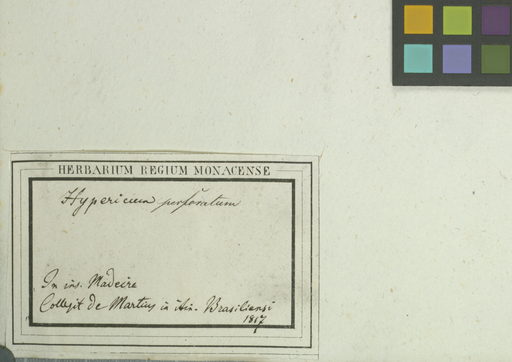 HERBARIUM REGIUM MONACENSE
Hypericum perforatum
In ins. Madeira
Collegit de Martius in itin. Brasiliensi
1817